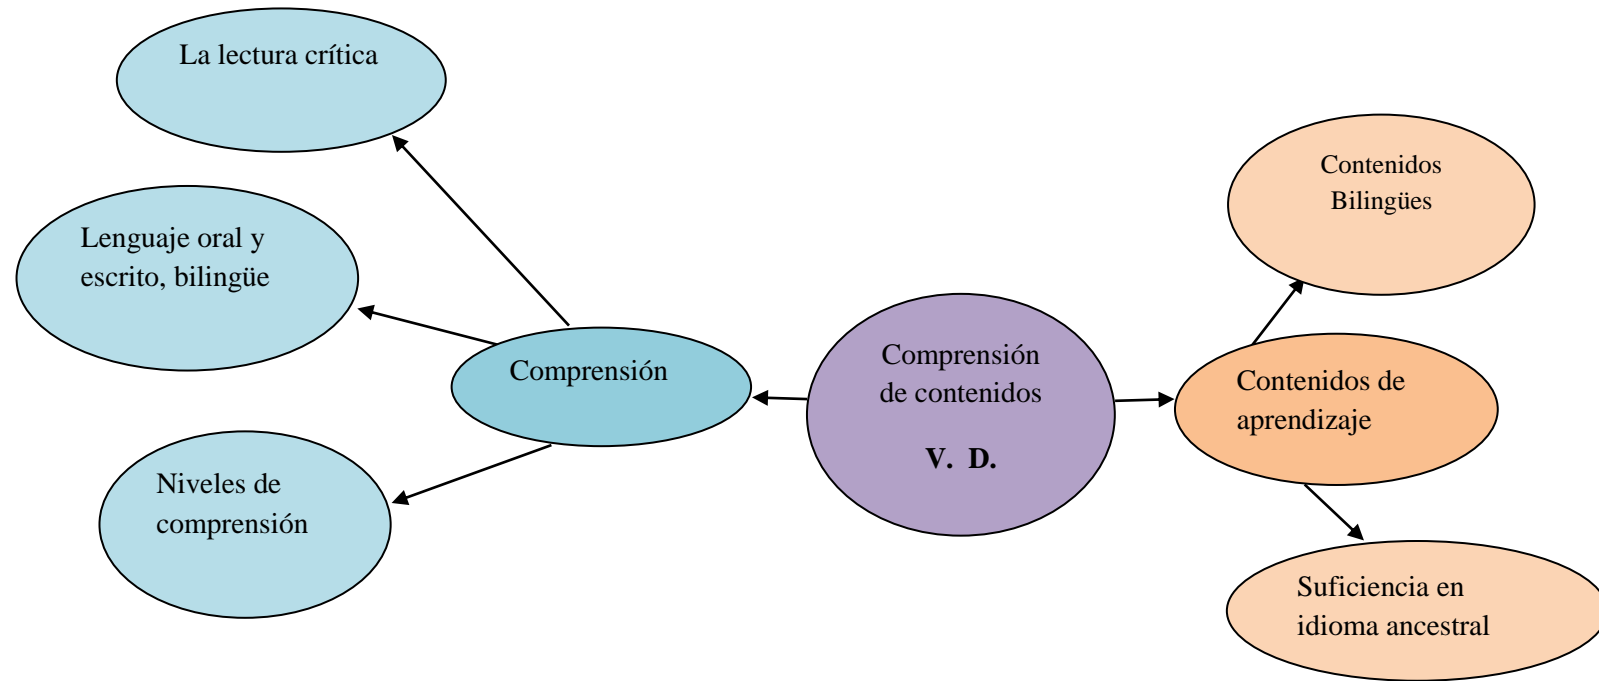 La lectura crítica
Lenguaje oral y
escrito, bilingüe
Niveles de
comprensión
Comprensión
Comprensión
de contenidos
V. D.
Contenidos
Bilingües
Contenidos de
aprendizaje
Suficiencia en
idioma ancestral